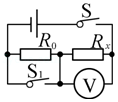 S
R₀ Rₓ
S₁ V